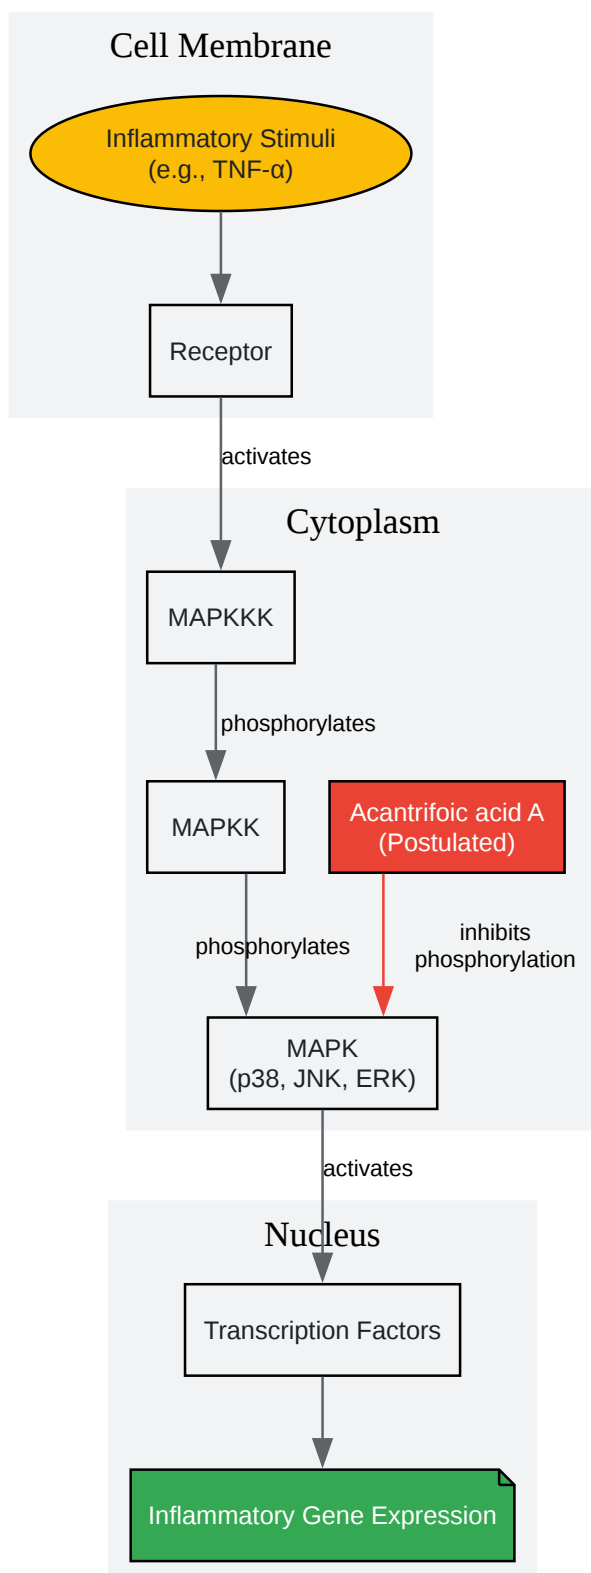 Cell Membrane
Inflammatory Stimuli
(e.g., TNF-α)
Receptor
activates
Cytoplasm
MAPKKK
phosphorylates
MAPKK
Acantrifoic acid A
(Postulated)
phosphorylates
inhibits
phosphorylation
MAPK
(p38, JNK, ERK)
activates
Nucleus
Transcription Factors
Inflammatory Gene Expression